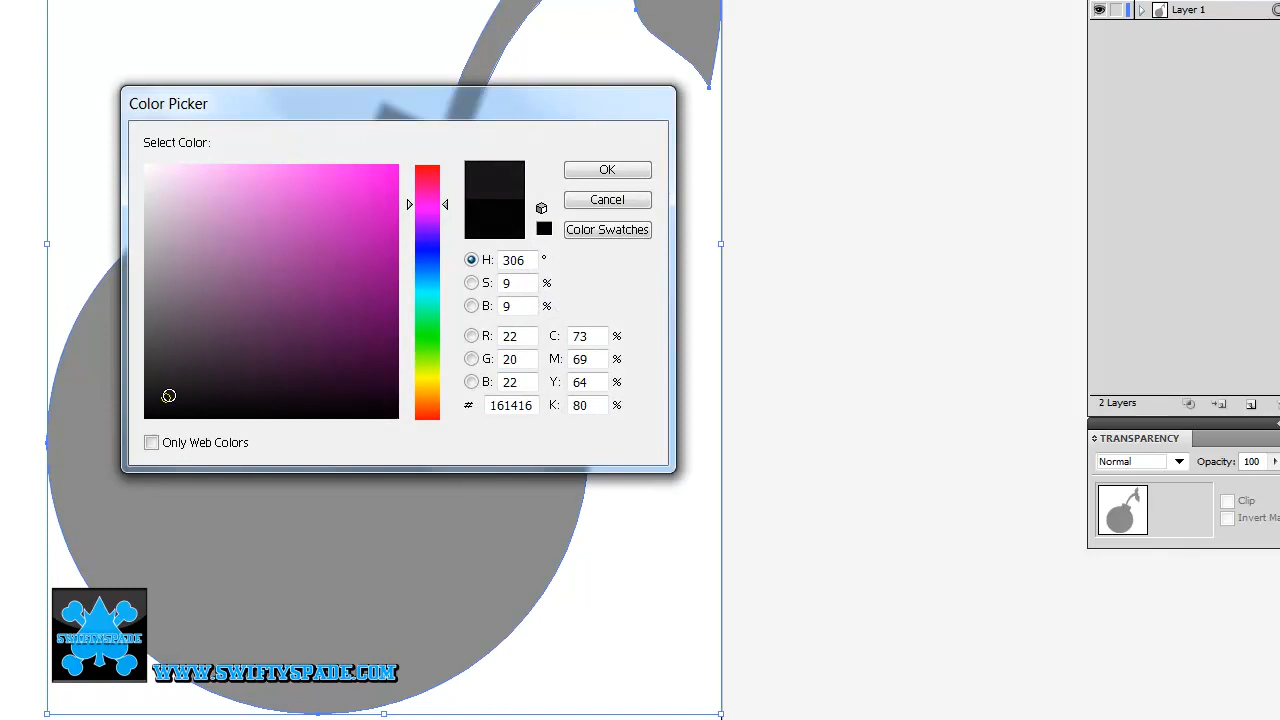 Layer 1
Color Picker
Select Color:
OK
Cancel
Color Swatches
H: 306 °
S: 9 %
B: 9 %
R: 22 C: 73 %
G: 20 M: 69 %
B: 22 Y: 64 %
# 161416 K: 80 %
Only Web Colors
2 Layers
TRANSPARENCY
Normal Opacity: 100
Clip
Invert Ma
SWIFTYSPADE
WWW.SWIFTYSPADE.COM